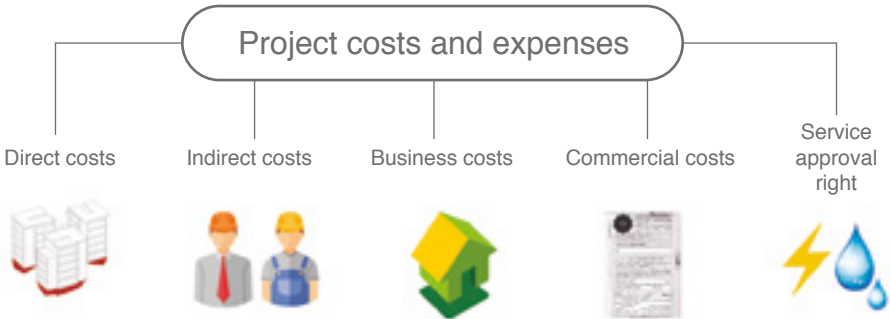 Project costs and expenses
Direct costs
Indirect costs
Business costs
Commercial costs
Service
approval
right